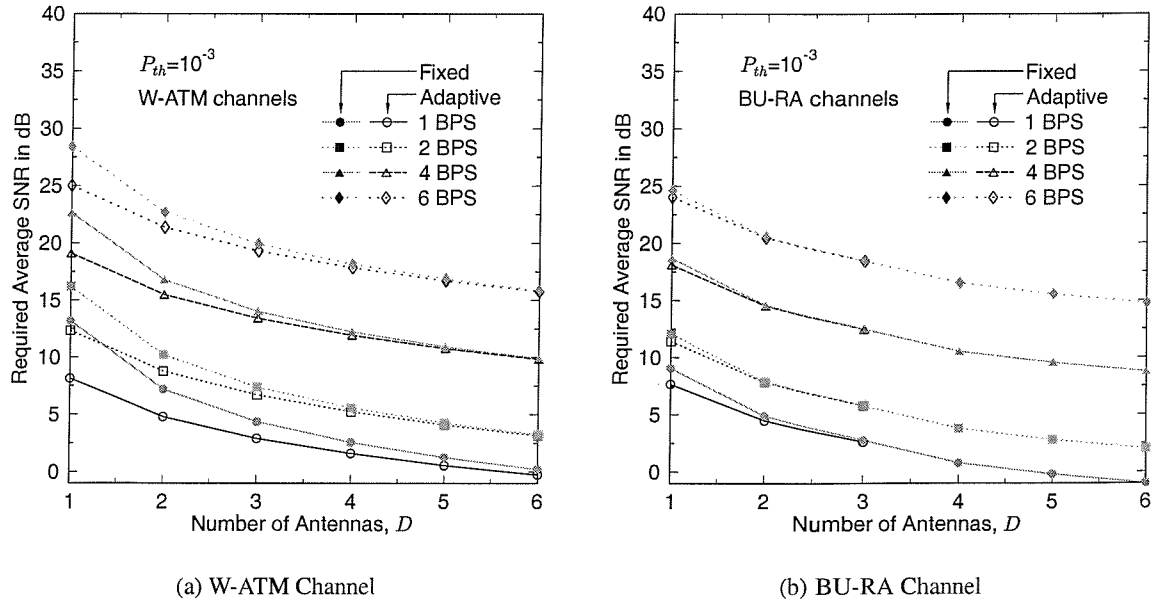 40
35
30
25
20
15
10
5
0
Required Average SNR in dB
P_th=10^-3
W-ATM channels
Fixed
Adaptive
1 BPS
2 BPS
4 BPS
6 BPS
1 2 3 4 5 6
Number of Antennas, D
(a) W-ATM Channel
40
35
30
25
20
15
10
5
0
Required Average SNR in dB
P_th=10^-3
BU-RA channels
Fixed
Adaptive
1 BPS
2 BPS
4 BPS
6 BPS
1 2 3 4 5 6
Number of Antennas, D
(b) BU-RA Channel